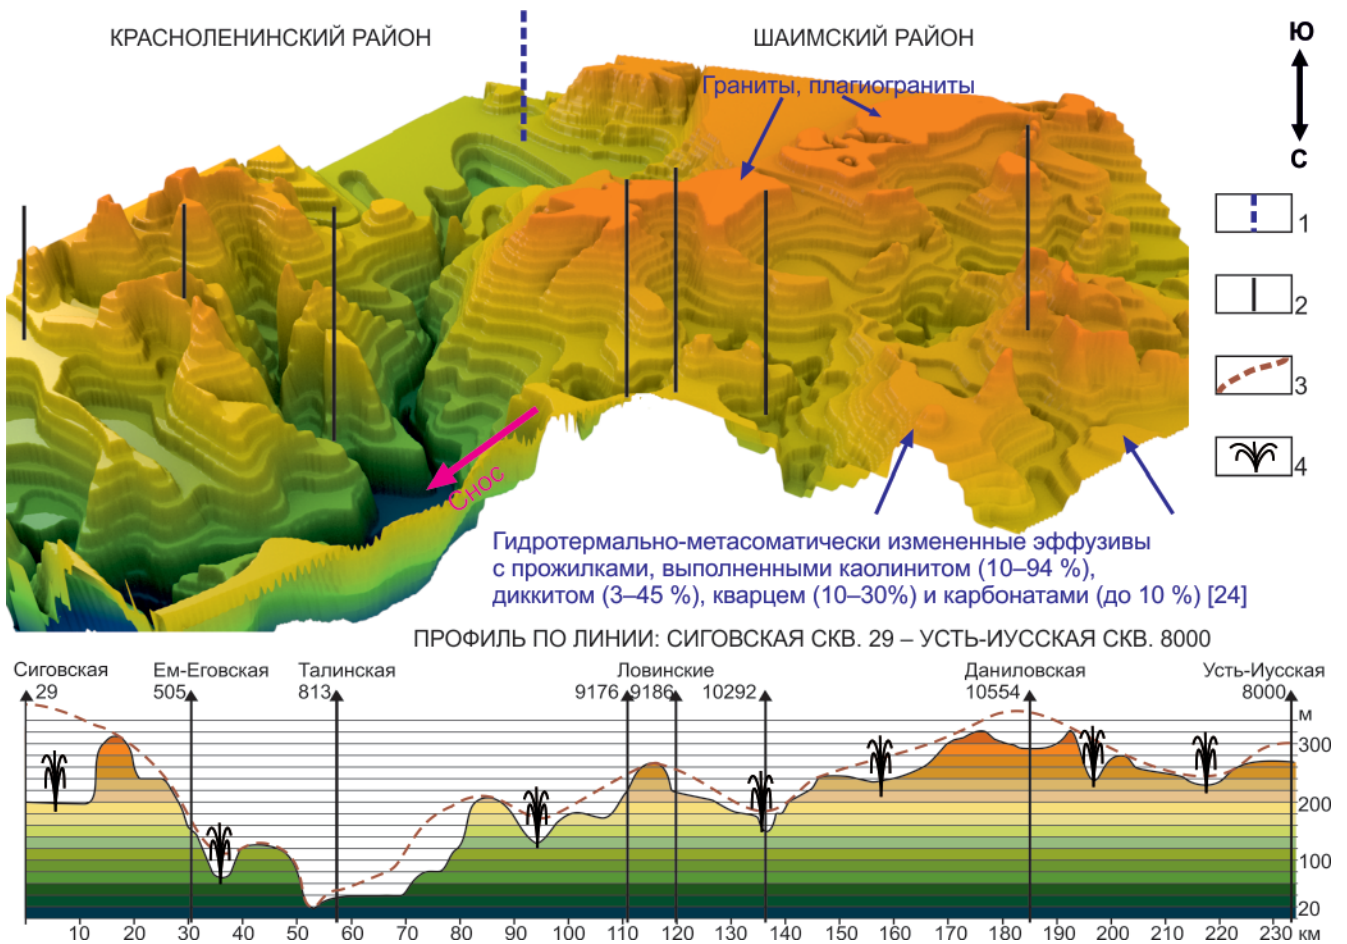 КРАСНОЛЕНИНСКИЙ РАЙОН
ШАИМСКИЙ РАЙОН
Ю
С
Граниты, плагиограниты
1
2
3
4
Снос
Гидротермально-метасоматически измененные эффузивы
с прожилками, выполненными каолинитом (10–94 %),
диккитом (3–45 %), кварцем (10–30%) и карбонатами (до 10 %) [24]
ПРОФИЛЬ ПО ЛИНИИ: СИГОВСКАЯ СКВ. 29 – УСТЬ-ИУССКАЯ СКВ. 8000
Сиговская Ем-Еговская Талинская Ловинские Даниловская Усть-Иусская
29 505 813 9176 9186 10292 10554 8000
м
300
200
100
20
10 20 30 40 50 60 70 80 90 100 110 120 130 140 150 160 170 180 190 200 210 220 230 км